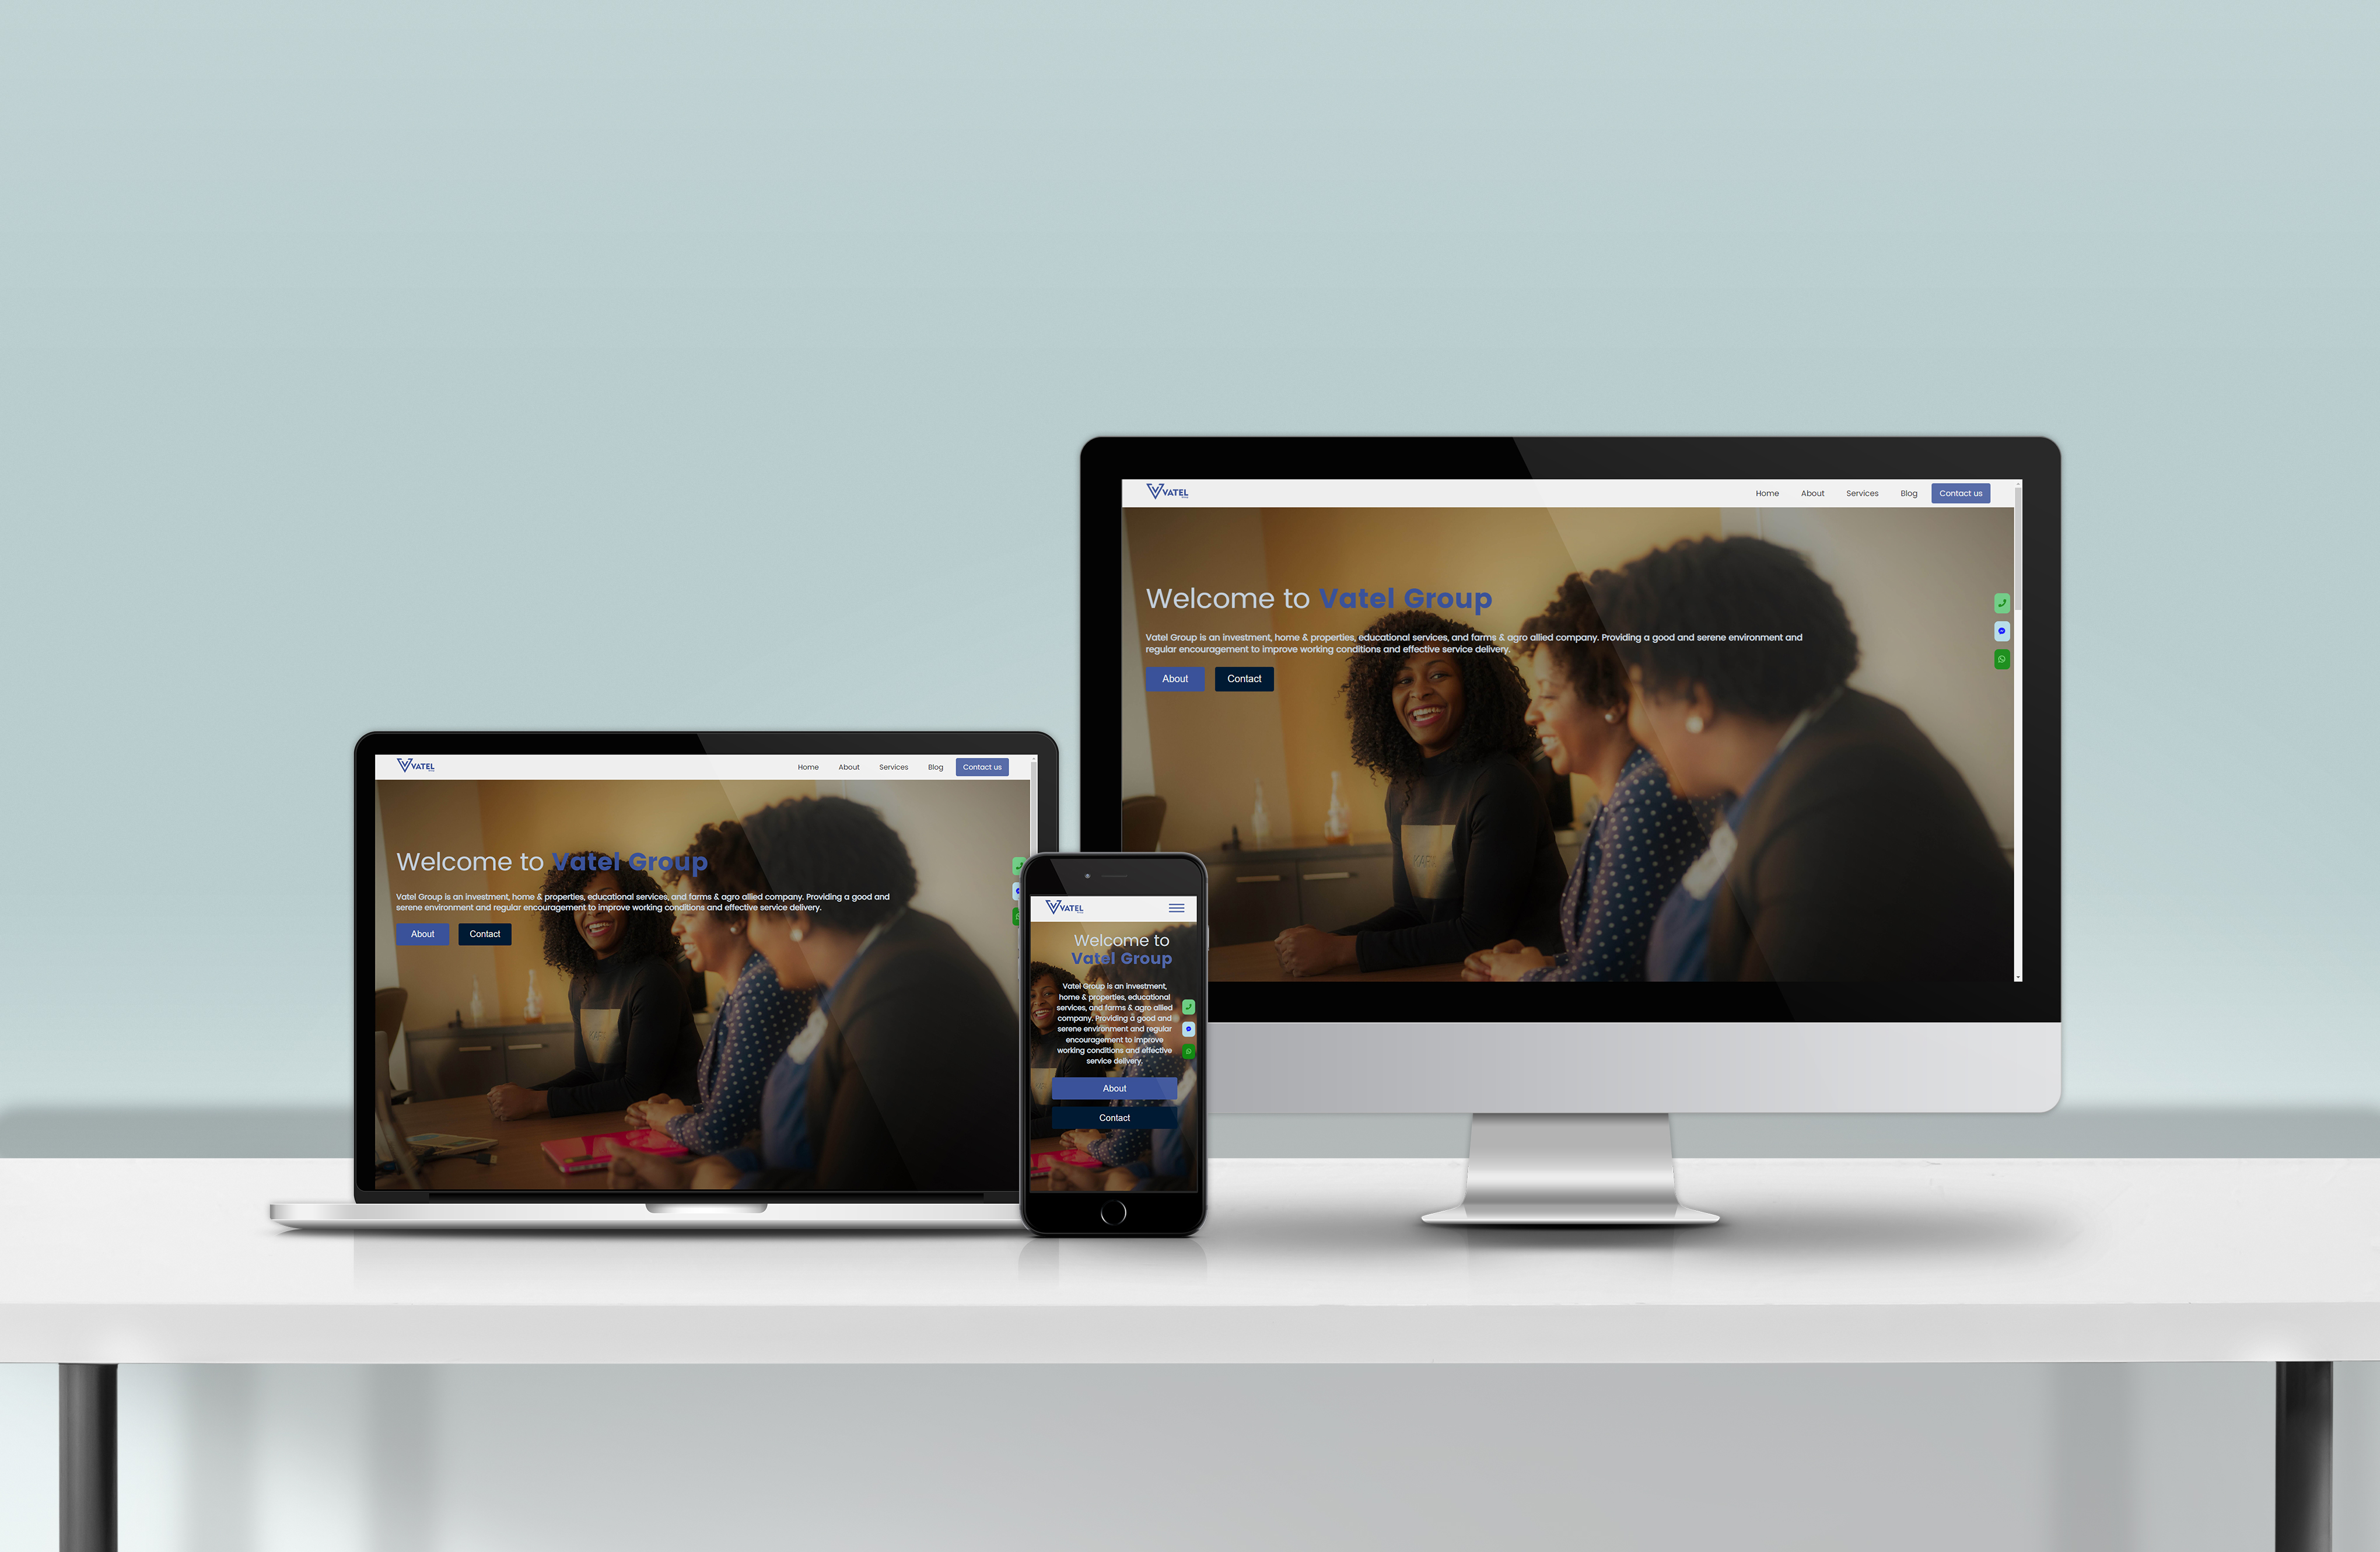 VATEL
Home About Services Blog Contact us
Welcome to Vatel Group
Vatel Group is an investment, home & properties, educational services, and farms & agro allied company. Providing a good and serene environment and
regular encouragement to improve working conditions and effective service delivery.
About Contact
VATEL
Home About Services Blog Contact us
Welcome to Vatel Group
Vatel Group is an investment, home & properties, educational services, and farms & agro allied company. Providing a good and
serene environment and regular encouragement to improve working conditions and effective service delivery.
About Contact
VATEL
Welcome to
Vatel Group
Vatel Group is an investment,
home & properties, educational
services, and farms & agro allied
company. Providing a good and
serene environment and regular
encouragement to improve
working conditions and effective
service delivery.
About
Contact